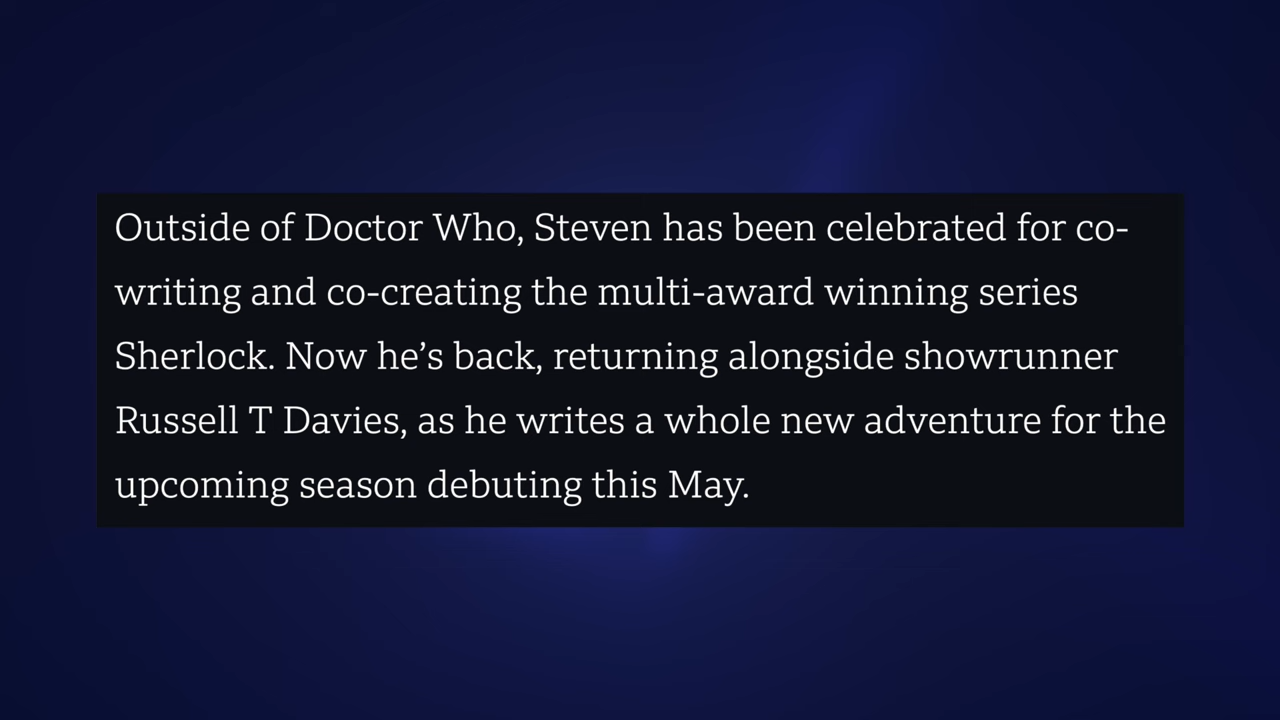 Outside of Doctor Who, Steven has been celebrated for co-
writing and co-creating the multi-award winning series
Sherlock. Now he’s back, returning alongside showrunner
Russell T Davies, as he writes a whole new adventure for the
upcoming season debuting this May.